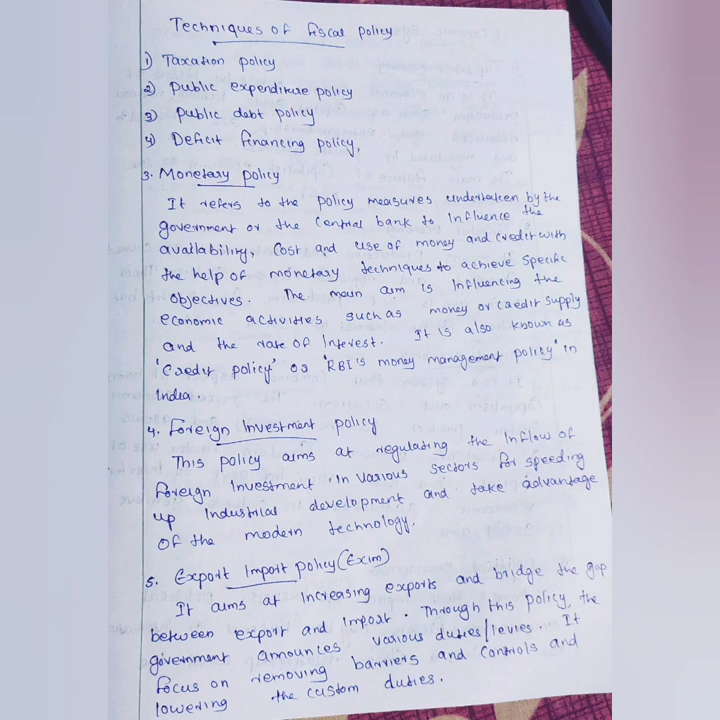 Techniques of fiscal policy
1) Taxation policy
2) Public expenditure policy
3) Public debt policy
4) Deficit financing policy,
3. Monetary policy
It refers to the policy measures undertaken by the
government or the central bank to influence the
availability, cost and use of money and credit with
the help of monetary techniques to achieve specific
objectives. The main aim is influencing the
economic activities such as money or credit supply
and the rate of interest. It is also known as
'Credit policy' or 'RBI's money management policy' in
India.
4. Foreign Investment policy
This policy aims at regulating the inflow of
foreign investment in various sectors for speeding
up industrial development and take advantage
of the modern technology.
5. Export Import policy (Exim)
It aims at increasing exports and bridge the gap
between export and import. Through this policy, the
government announces various duties/levies. It
focus on removing barriers and controls and
lowering the custom duties.